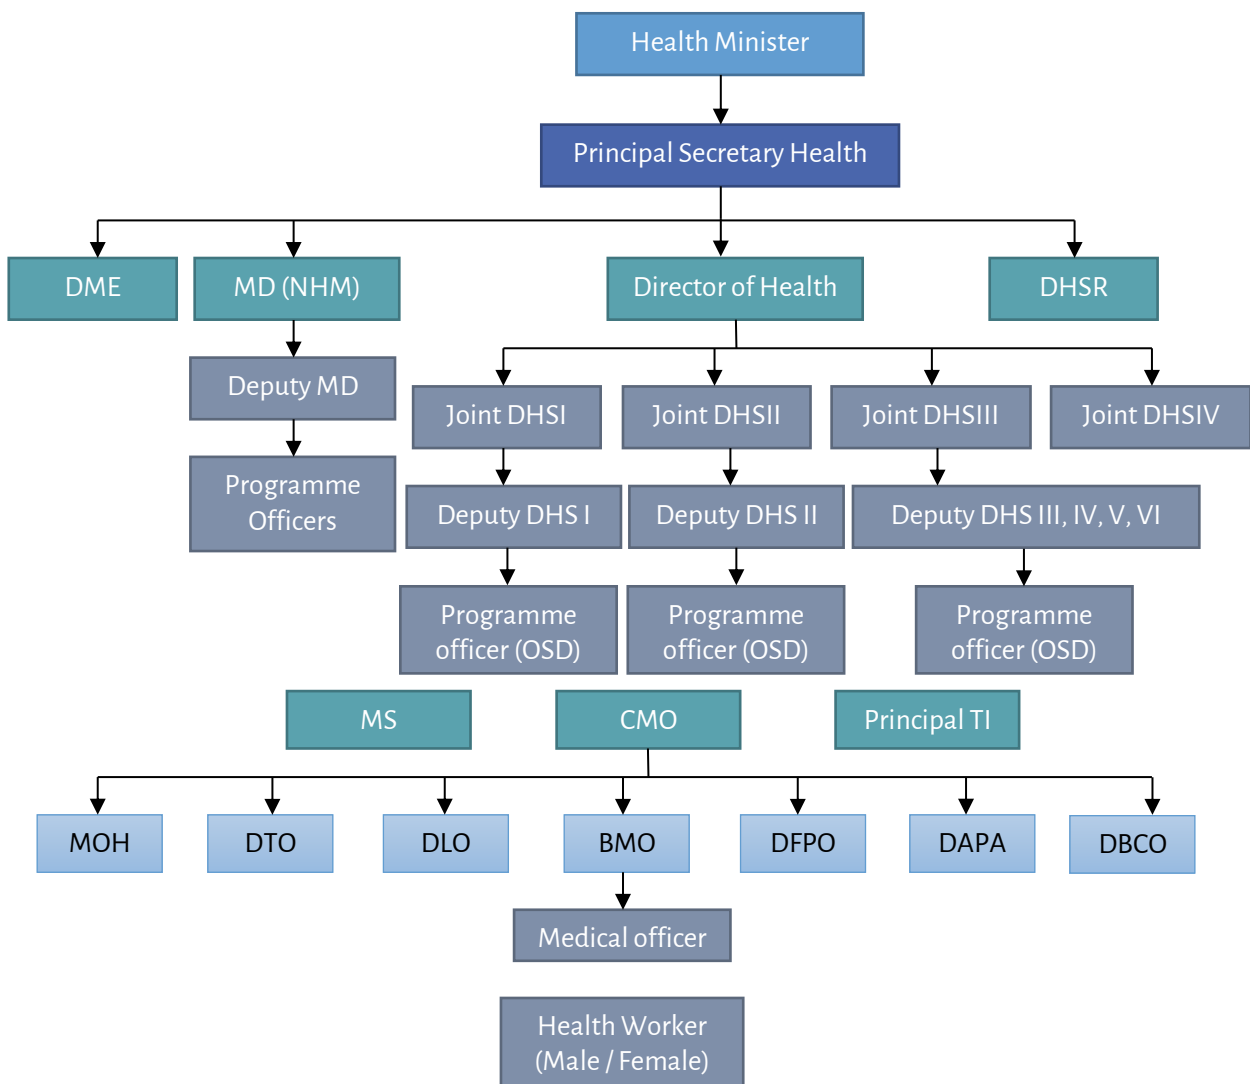 Health Minister
Principal Secretary Health
DME
MD (NHM)
Director of Health
DHSR
Deputy MD
Joint DHSI
Joint DHSII
Joint DHSIII
Joint DHSIV
Programme
Officers
Deputy DHS I
Deputy DHS II
Deputy DHS III, IV, V, VI
Programme
officer (OSD)
Programme
officer (OSD)
Programme
officer (OSD)
MS
CMO
Principal TI
MOH
DTO
DLO
BMO
DFPO
DAPA
DBCO
Medical officer
Health Worker
(Male / Female)